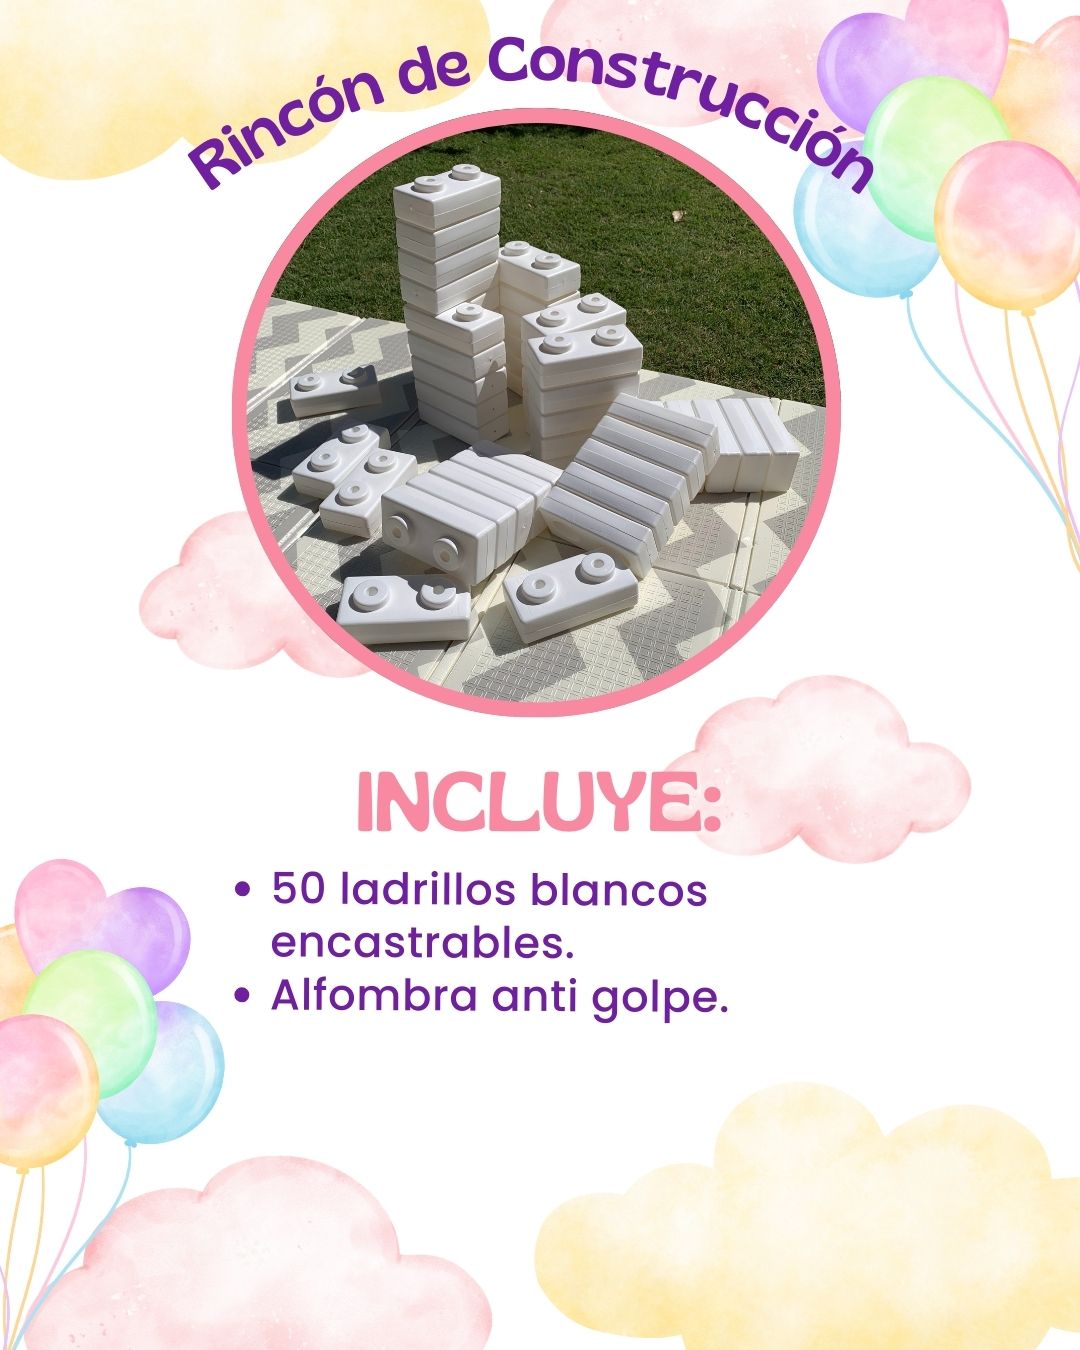 Rincón de Construcción
INCLUYE:
• 50 ladrillos blancos
encastrables.
• Alfombra anti golpe.